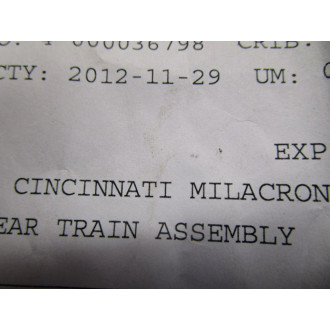 000036798 CRIB:
CTY: 2012-11-29 UM:
EXP
CINCINNATI MILACRON
EAR TRAIN ASSEMBLY